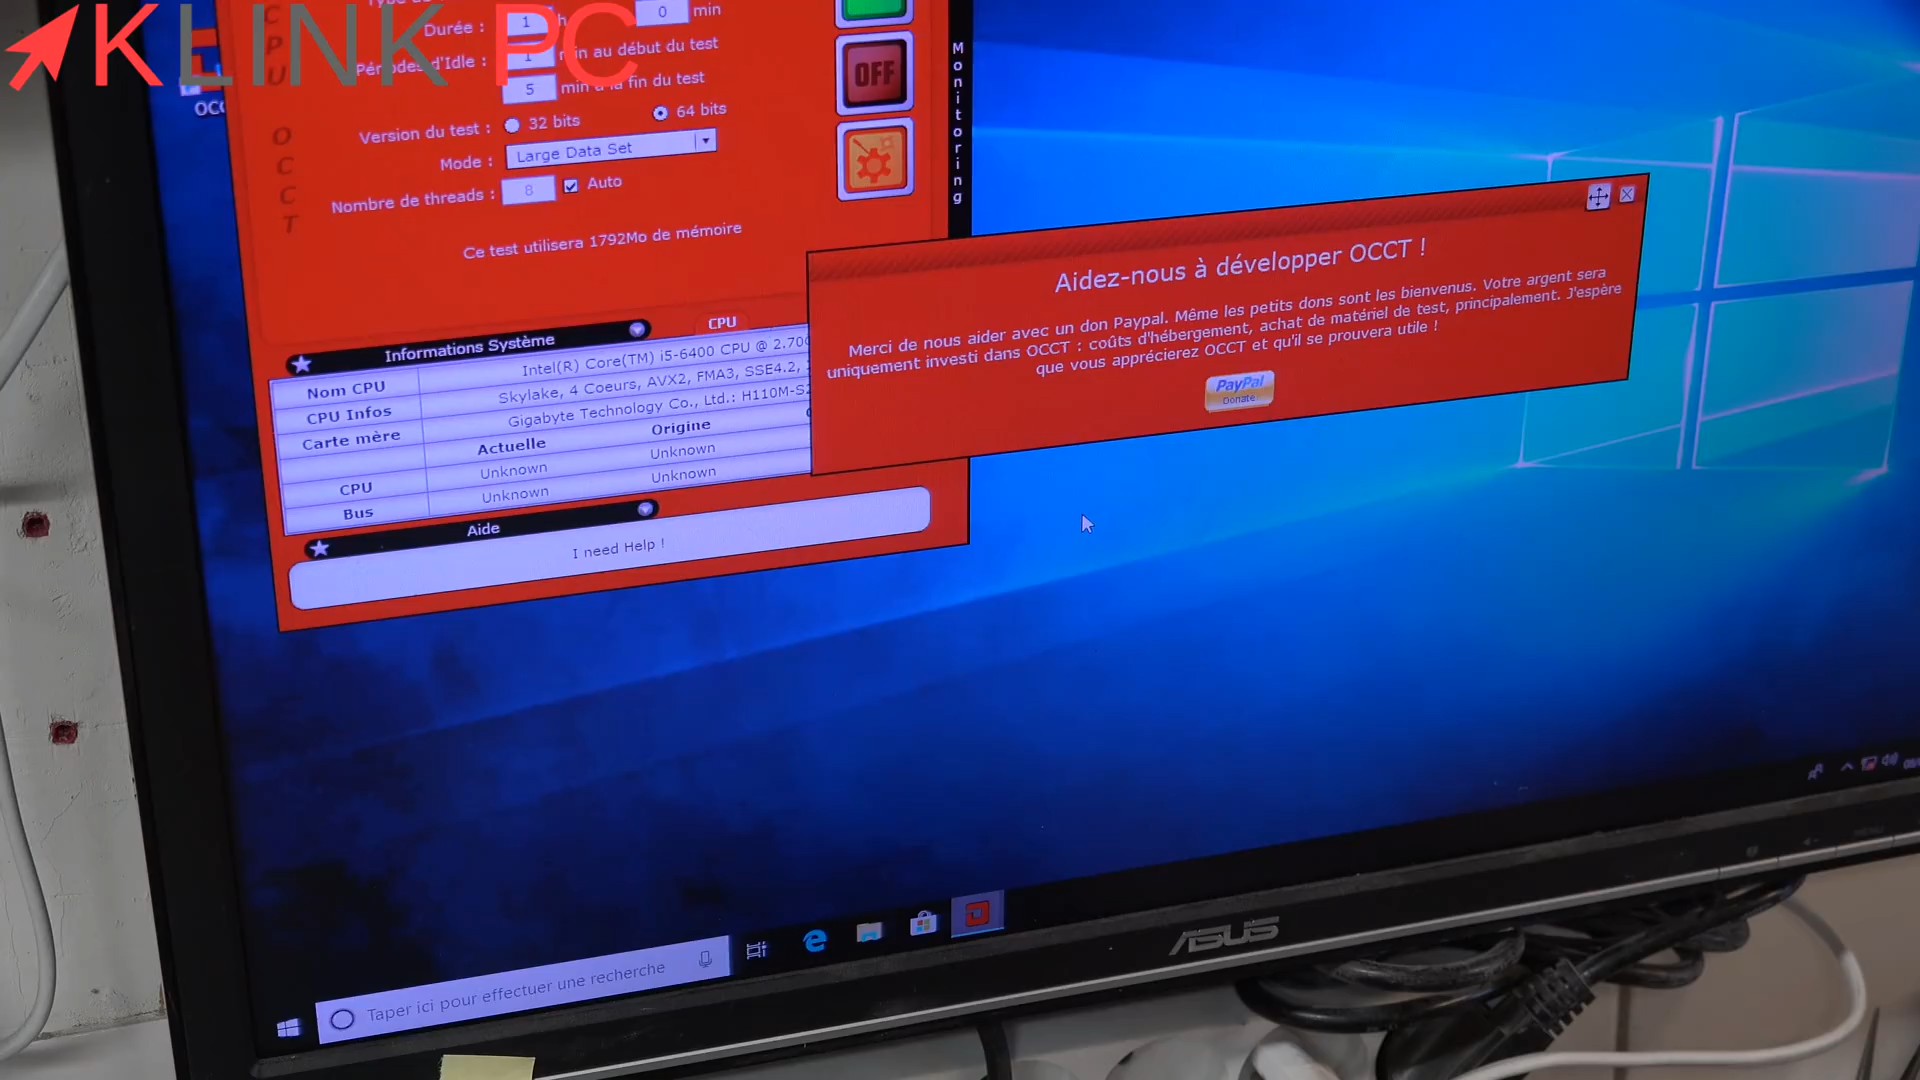 KLINK PC
CPU
OCCT
Durée : 1 h 0 min
Périodes d'Idle : 1 min au début du test
5 min à la fin du test
Version du test : 32 bits 64 bits
Mode : Large Data Set
Nombre de threads : 8 Auto
Ce test utilisera 1792Mo de mémoire
OFF
Monitoring
Informations Système
CPU
Nom CPU Intel(R) Core(TM) i5-6400 CPU @ 2.70
CPU Infos Skylake, 4 Coeurs, AVX2, FMA3, SSE4.2,
Carte mère Gigabyte Technology Co., Ltd.: H110M-S2
Actuelle Origine
CPU Unknown Unknown
Bus Unknown Unknown
Aide
I need Help !
Aidez-nous à développer OCCT !
Merci de nous aider avec un don Paypal. Même les petits dons sont les bienvenus. Votre argent sera
uniquement investi dans OCCT : coûts d'hébergement, achat de matériel de test, principalement. J'espère
que vous apprécierez OCCT et qu'il se prouvera utile !
PayPal
Donate
Taper ici pour effectuer une recherche
ASUS